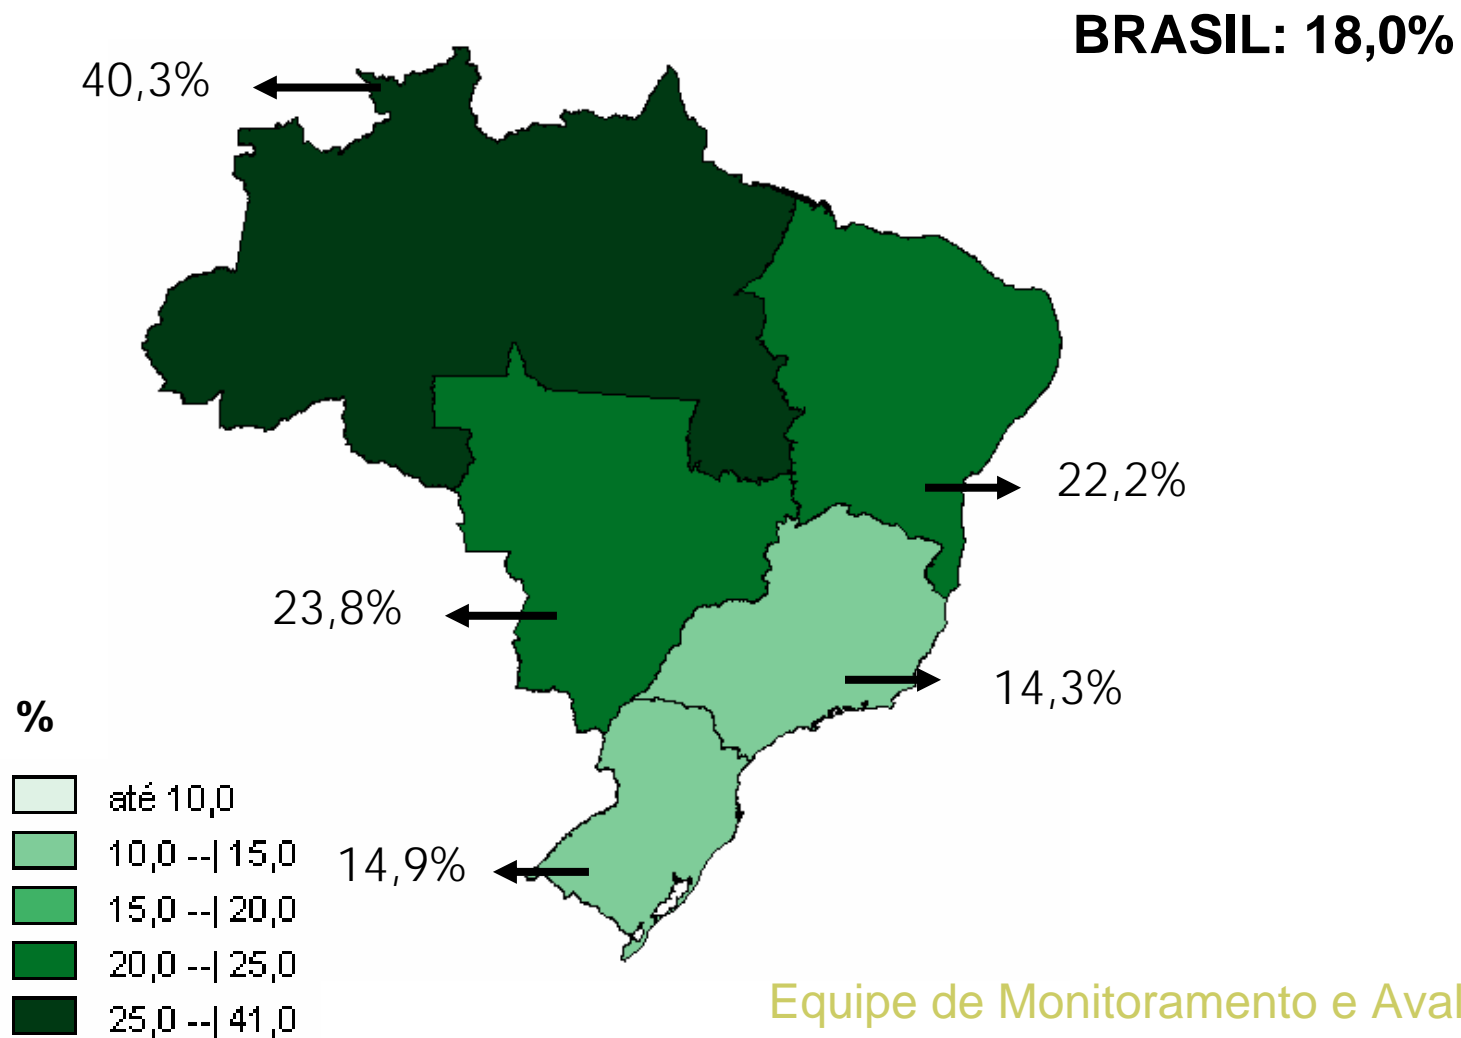 BRASIL: 18,0%
40,3%
22,2%
23,8%
14,3%
14,9%
%
até 10,0
10,0 --| 15,0
15,0 --| 20,0
20,0 --| 25,0
25,0 --| 41,0
Equipe de Monitoramento e Aval